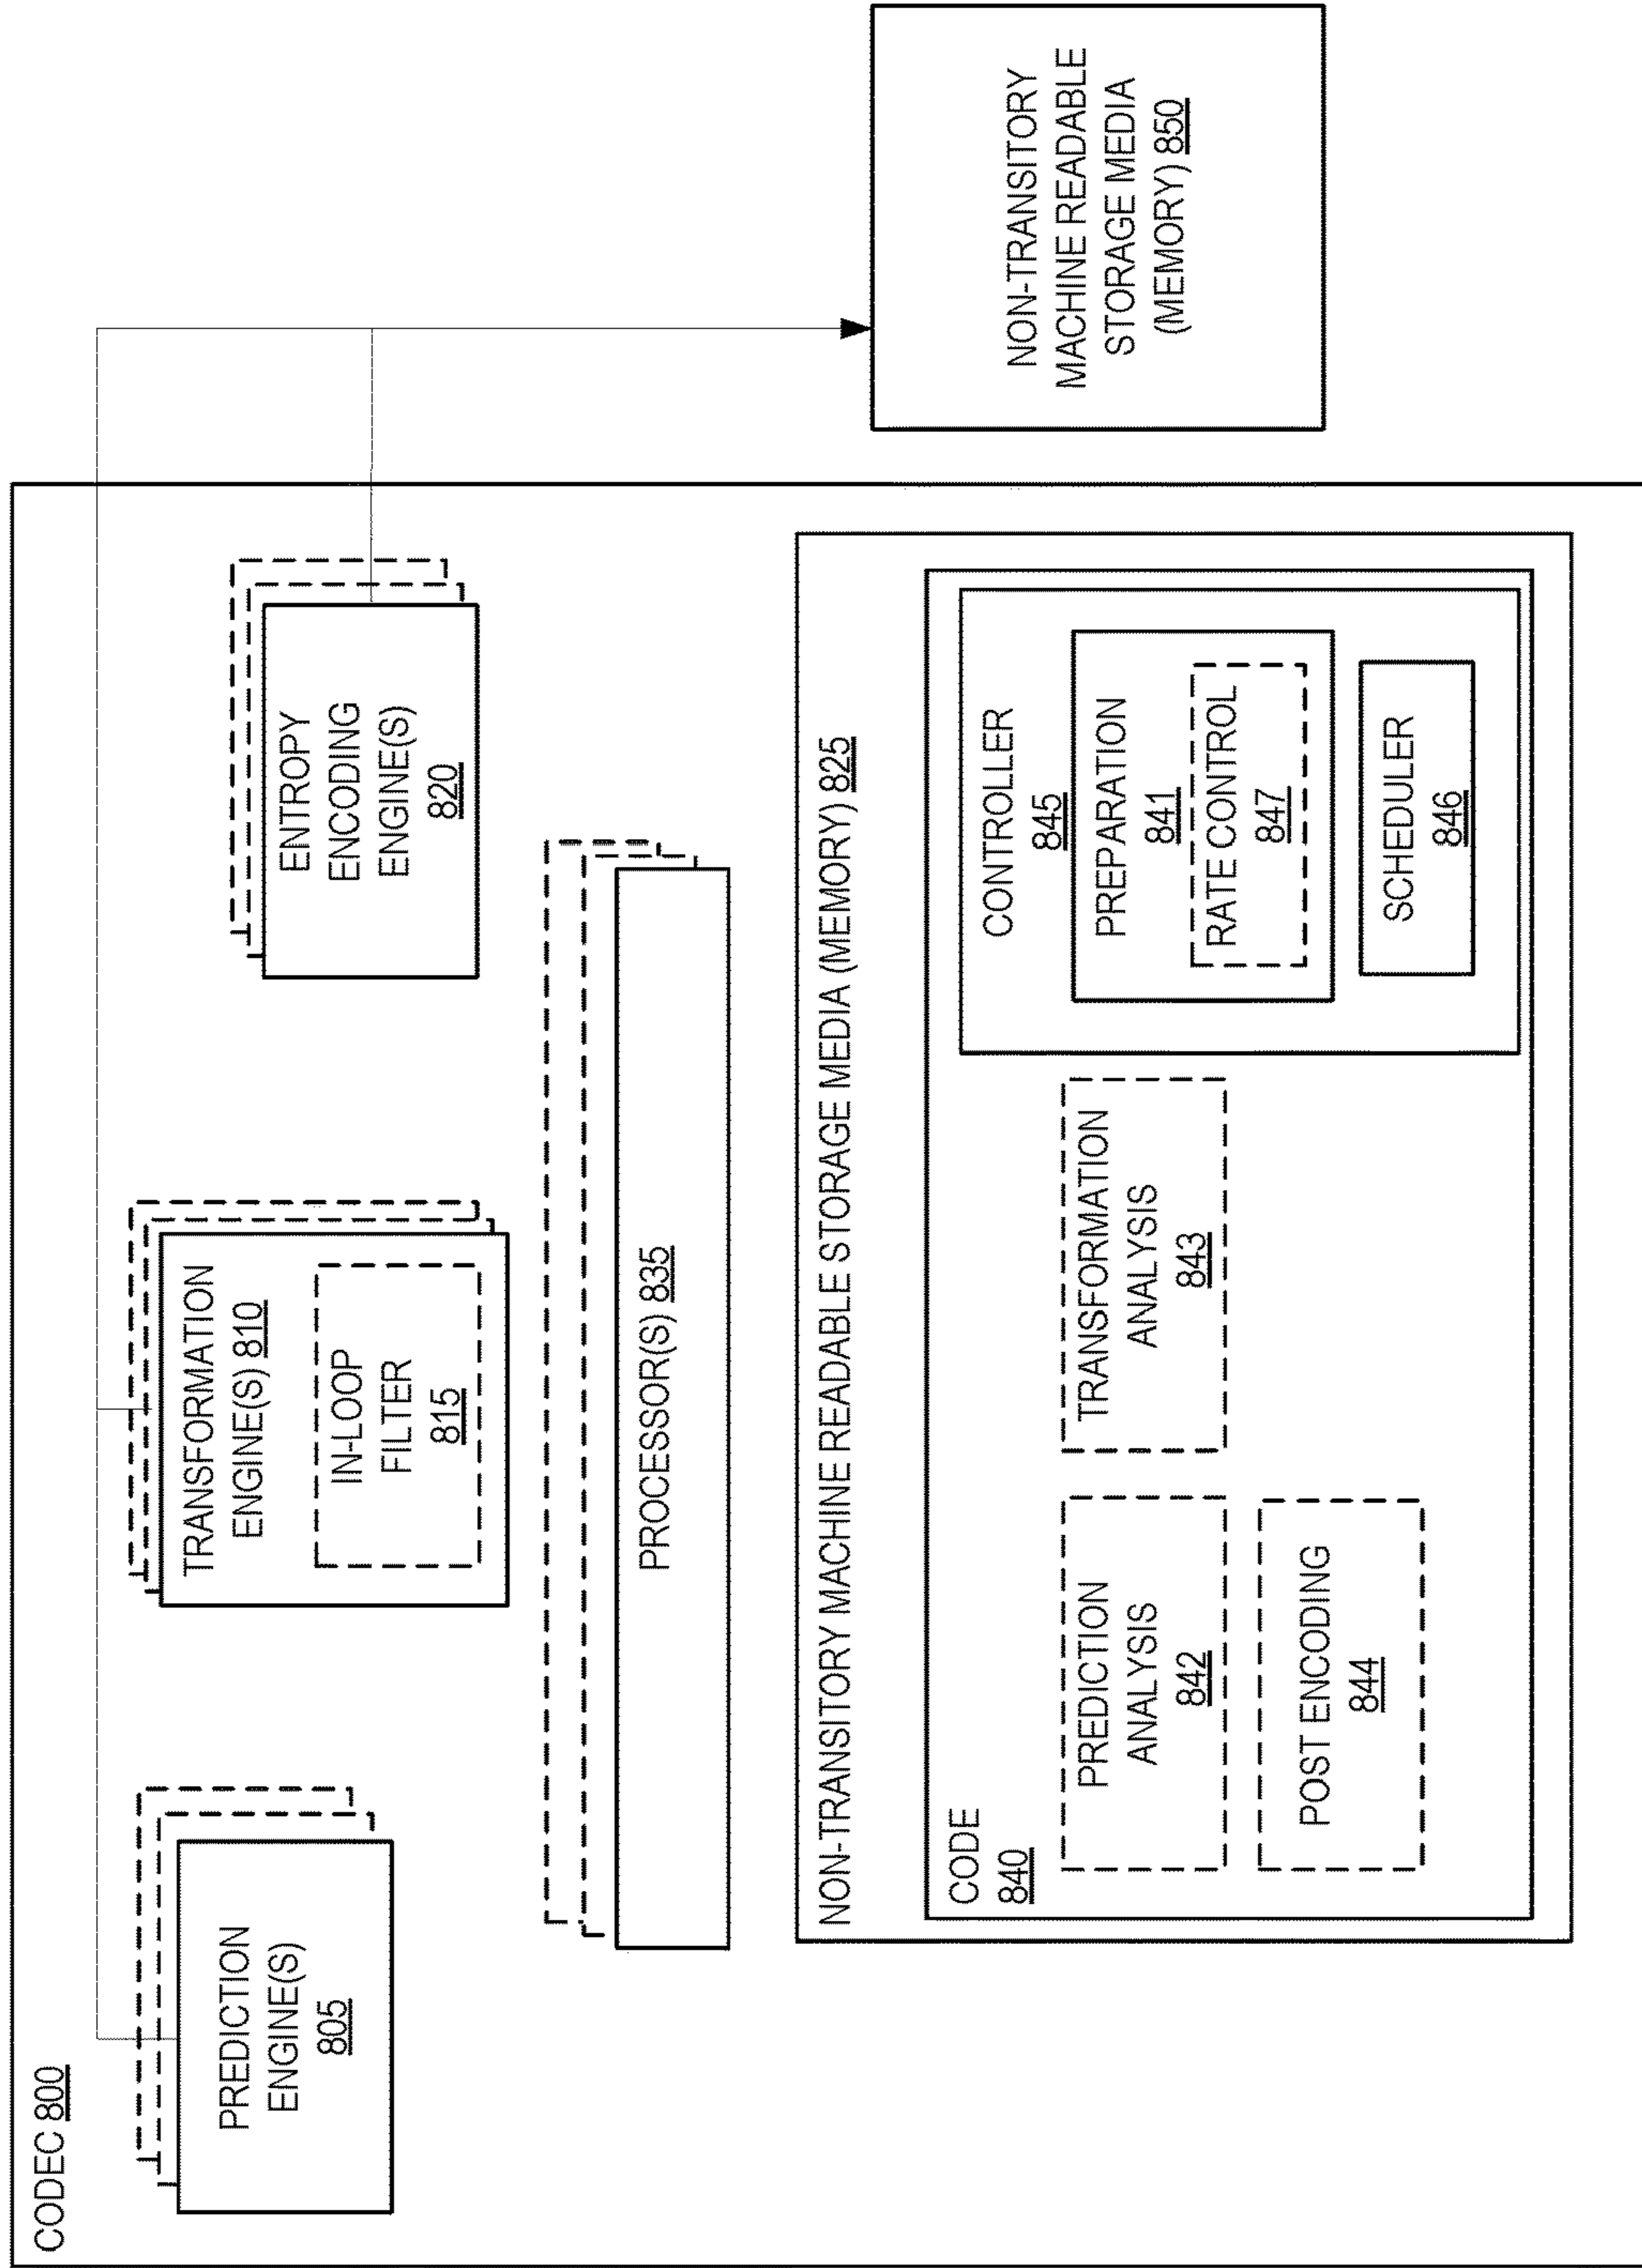 CODEC 800
PREDICTION
ENGINE(S)
805
TRANSFORMATION
ENGINE(S) 810
IN-LOOP
FILTER
815
ENTROPY
ENCODING
ENGINE(S)
820
PROCESSOR(S) 835
NON-TRANSITORY MACHINE READABLE STORAGE MEDIA (MEMORY) 825
CODE
840
PREDICTION
ANALYSIS
842
POST ENCODING
844
TRANSFORMATION
ANALYSIS
843
CONTROLLER
845
PREPARATION
841
RATE CONTROL
847
SCHEDULER
846
NON-TRANSITORY
MACHINE READABLE
STORAGE MEDIA
(MEMORY) 850